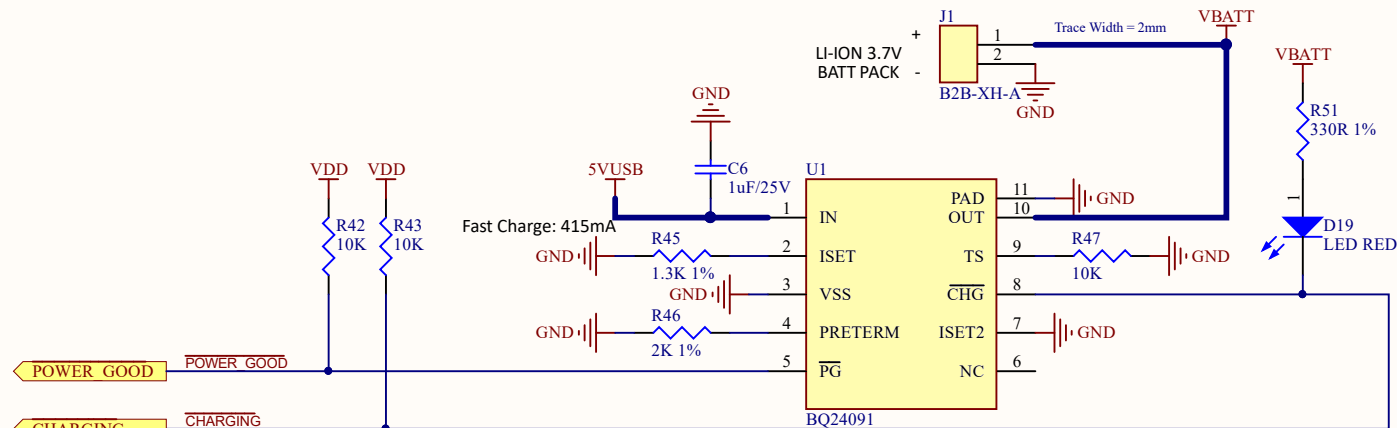 J1
VBATT
+
1
Trace Width = 2mm
LI-ION 3.7V
2
BATT PACK -
VBATT
B2B-XH-A
GND
GND
R51
330R 1%
VDD
VDD
5VUSB
C6
1uF/25V
U1
1
PAD
11
GND
R42
10K
R43
10K
Fast Charge: 415mA
1
IN
OUT
10
D19
LED RED
GND
R45
1.3K 1%
2
ISET
TS
9
R47
10K
GND
GND
3
VSS
CHG
8
GND
R46
2K 1%
4
PRETERM
ISET2
7
GND
POWER_GOOD
POWER_GOOD
5
PG
NC
6
CHARGING
CHARGING
BQ24091